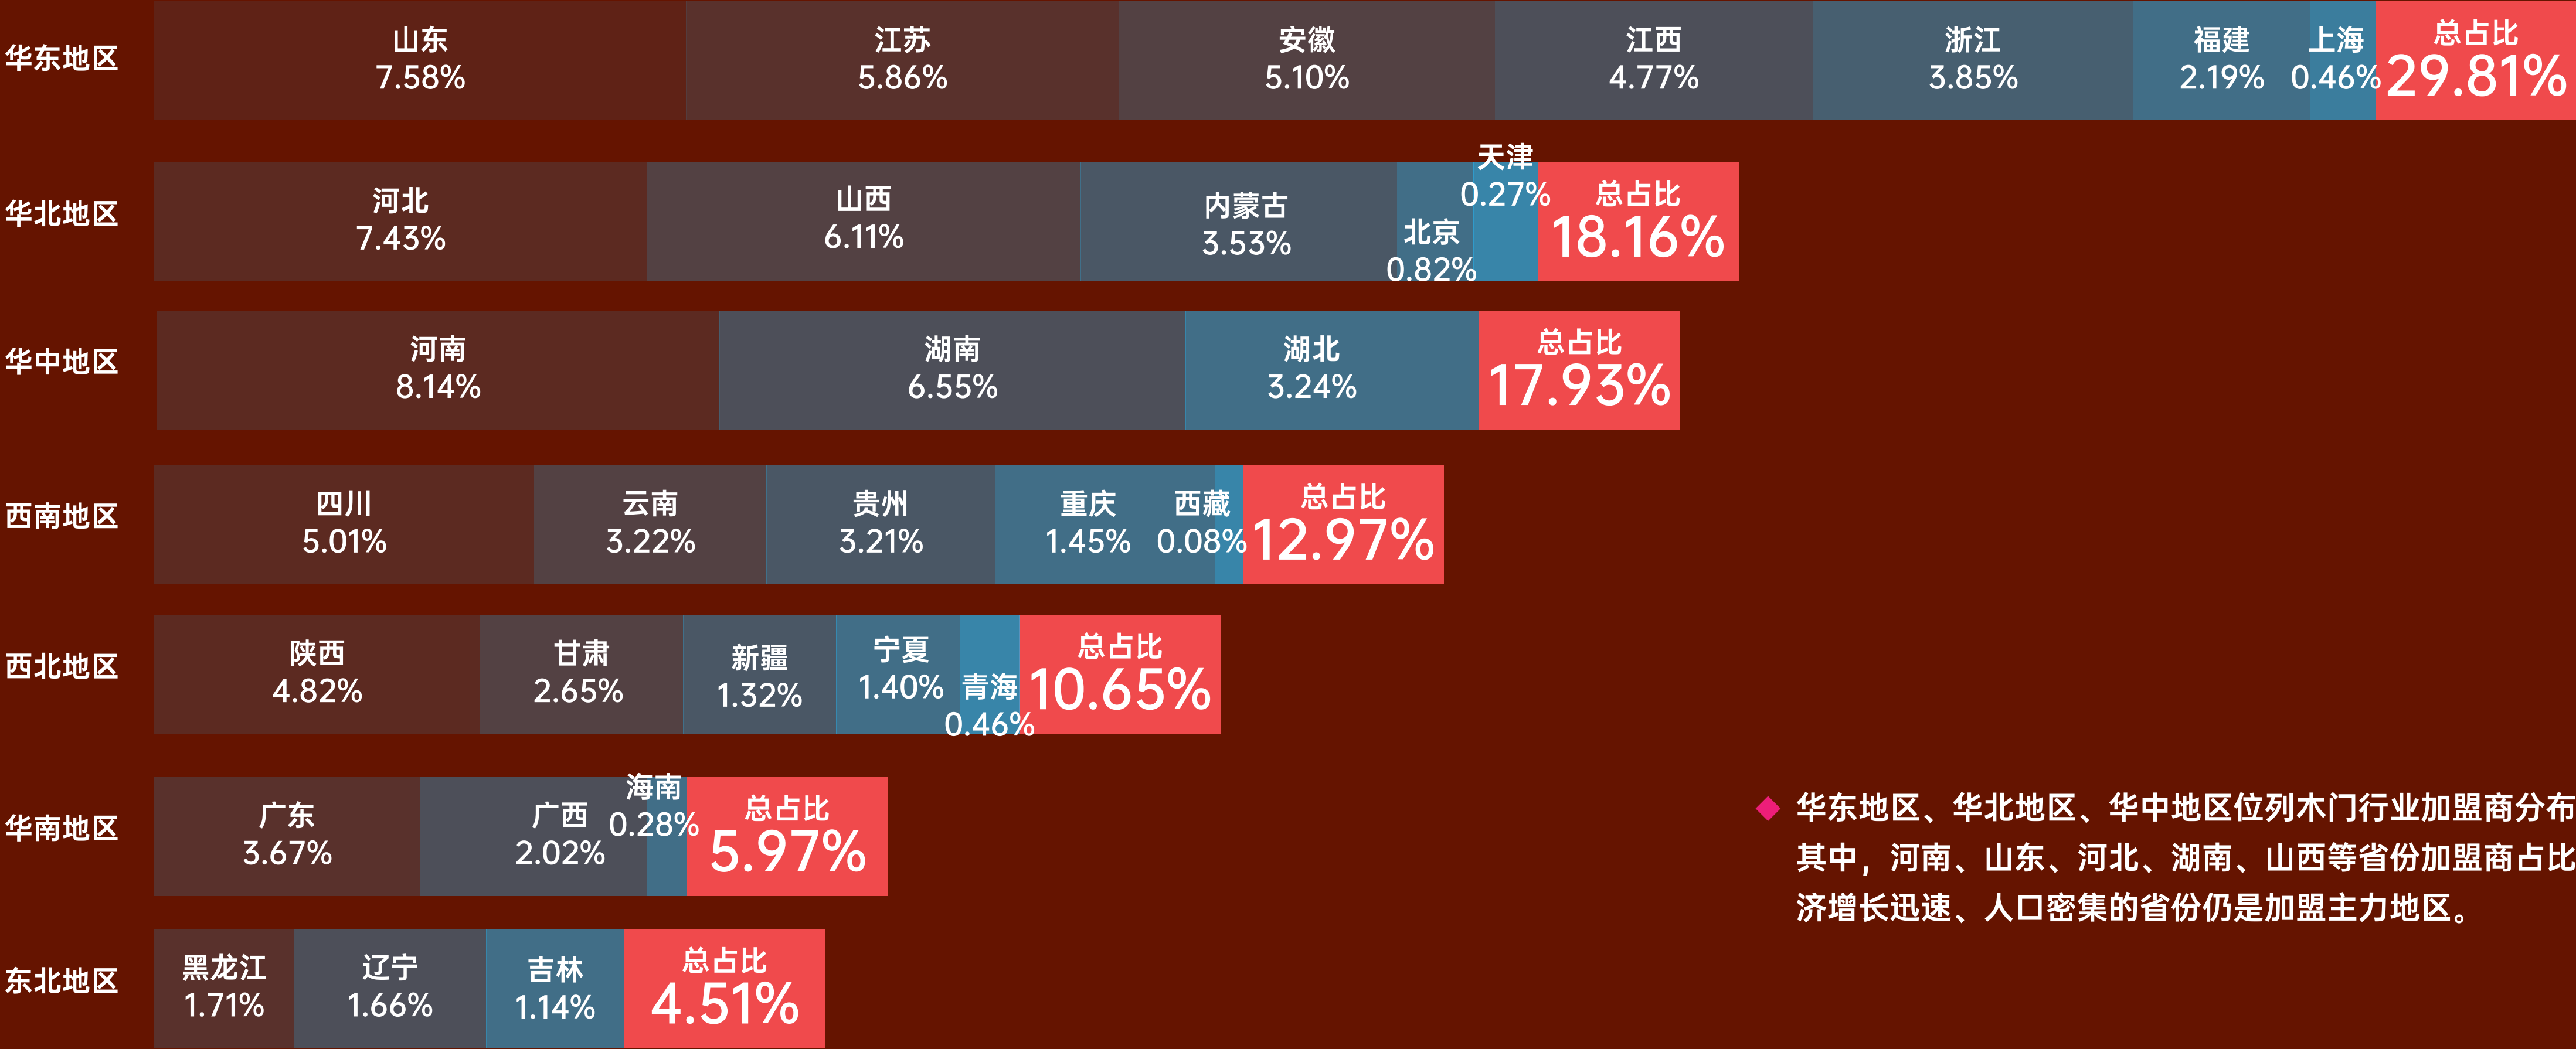 华东地区
山东
7.58%
江苏
5.86%
安徽
5.10%
江西
4.77%
浙江
3.85%
福建
2.19%
上海
0.46%
总占比
29.81%
华北地区
河北
7.43%
山西
6.11%
内蒙古
3.53%
北京
0.82%
天津
0.27%
总占比
18.16%
华中地区
河南
8.14%
湖南
6.55%
湖北
3.24%
总占比
17.93%
西南地区
四川
5.01%
云南
3.22%
贵州
3.21%
重庆
1.45%
西藏
0.08%
总占比
12.97%
西北地区
陕西
4.82%
甘肃
2.65%
新疆
1.32%
宁夏
1.40%
青海
0.46%
总占比
10.65%
华南地区
广东
3.67%
广西
2.02%
海南
0.28%
总占比
5.97%
东北地区
黑龙江
1.71%
辽宁
1.66%
吉林
1.14%
总占比
4.51%
华东地区、华北地区、华中地区位列木门行业加盟商分布
其中，河南、山东、河北、湖南、山西等省份加盟商占比
济增长迅速、人口密集的省份仍是加盟主力地区。